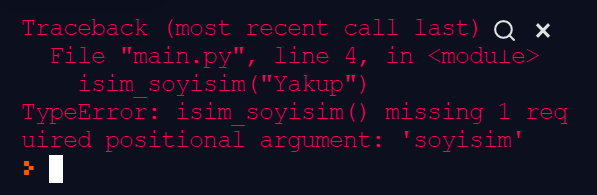 Traceback (most recent call last)
  File "main.py", line 4, in <module>
    isim_soyisim("Yakup")
TypeError: isim_soyisim() missing 1 req
uired positional argument: 'soyisim'